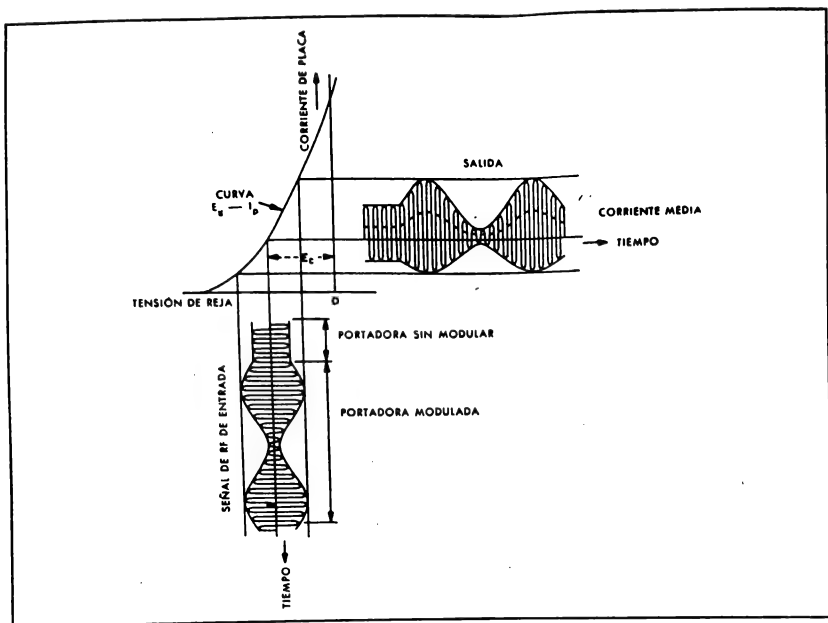 CORRIENTE DE PLACA
SALIDA
CURVA
E_g — I_p
CORRIENTE MEDIA
TIEMPO
E_c
TENSIÓN DE REJA
O
PORTADORA SIN MODULAR
PORTADORA MODULADA
SEÑAL DE RF DE ENTRADA
TIEMPO